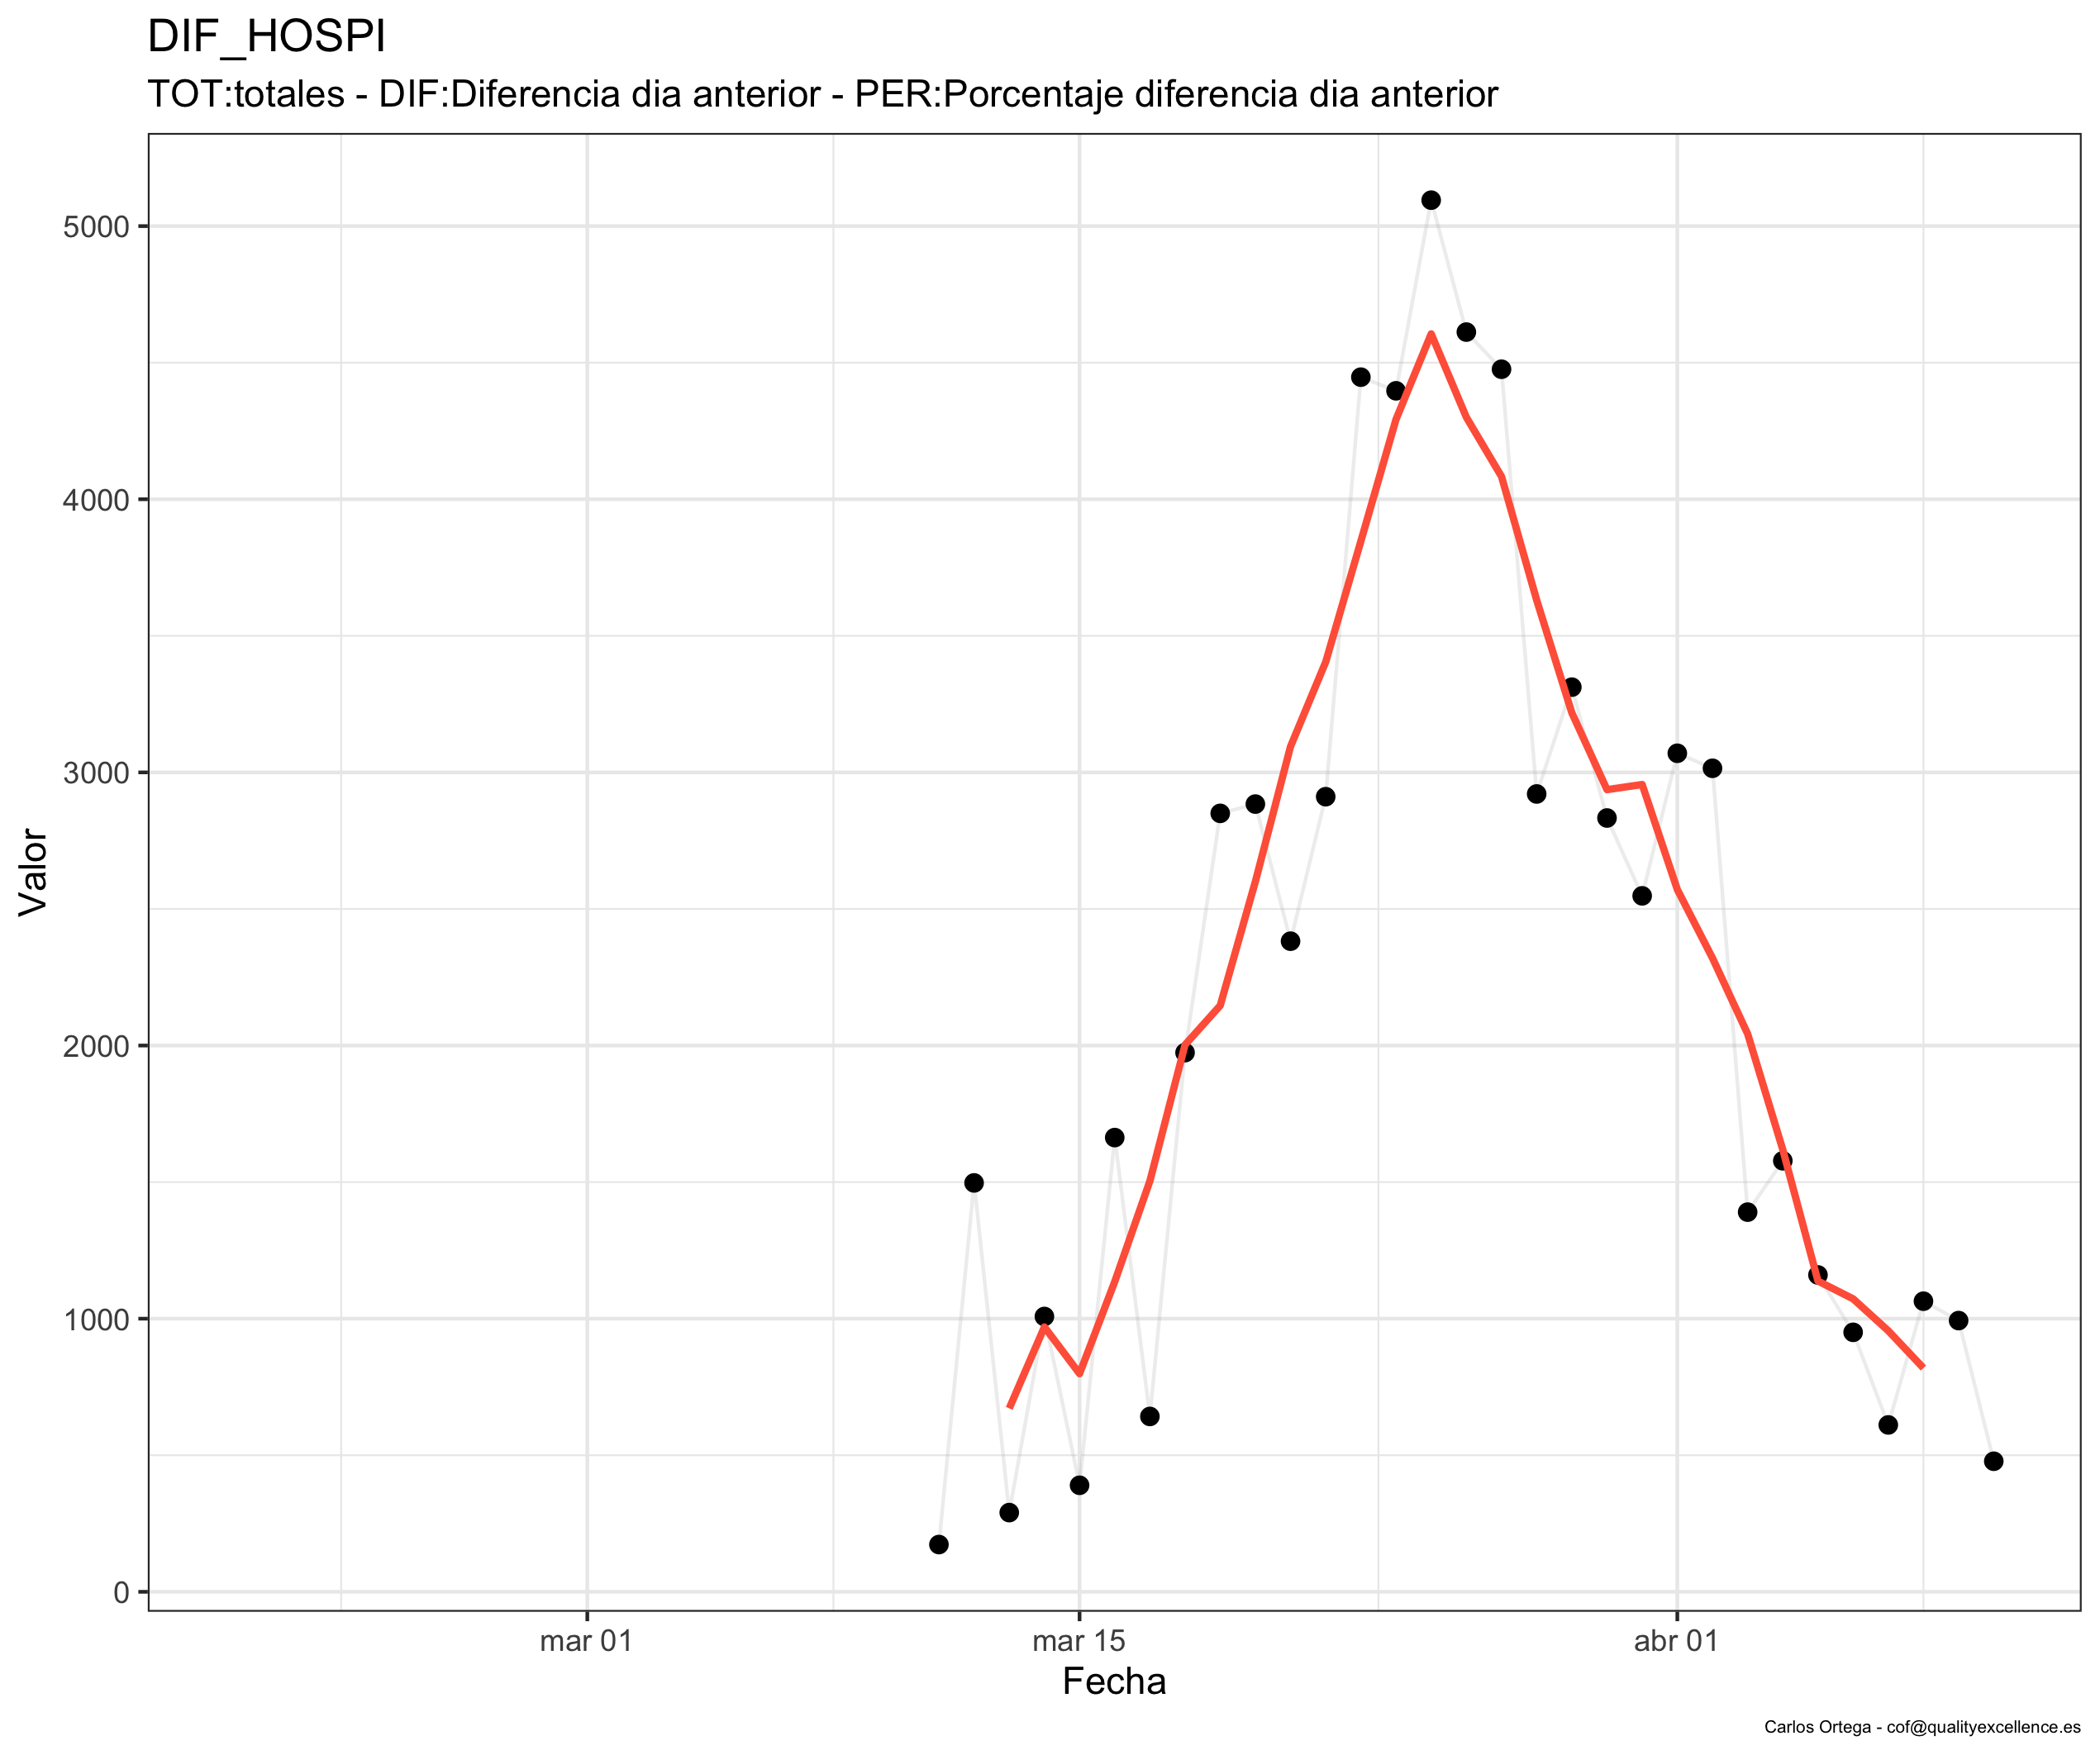 DIF_HOSPI
TOT:totales - DIF:Diferencia dia anterior - PER:Porcentaje diferencia dia anterior
5000
4000
3000
2000
1000
0
Valor
mar 01
mar 15
abr 01
Fecha
Carlos Ortega - cof@qualityexcellence.es